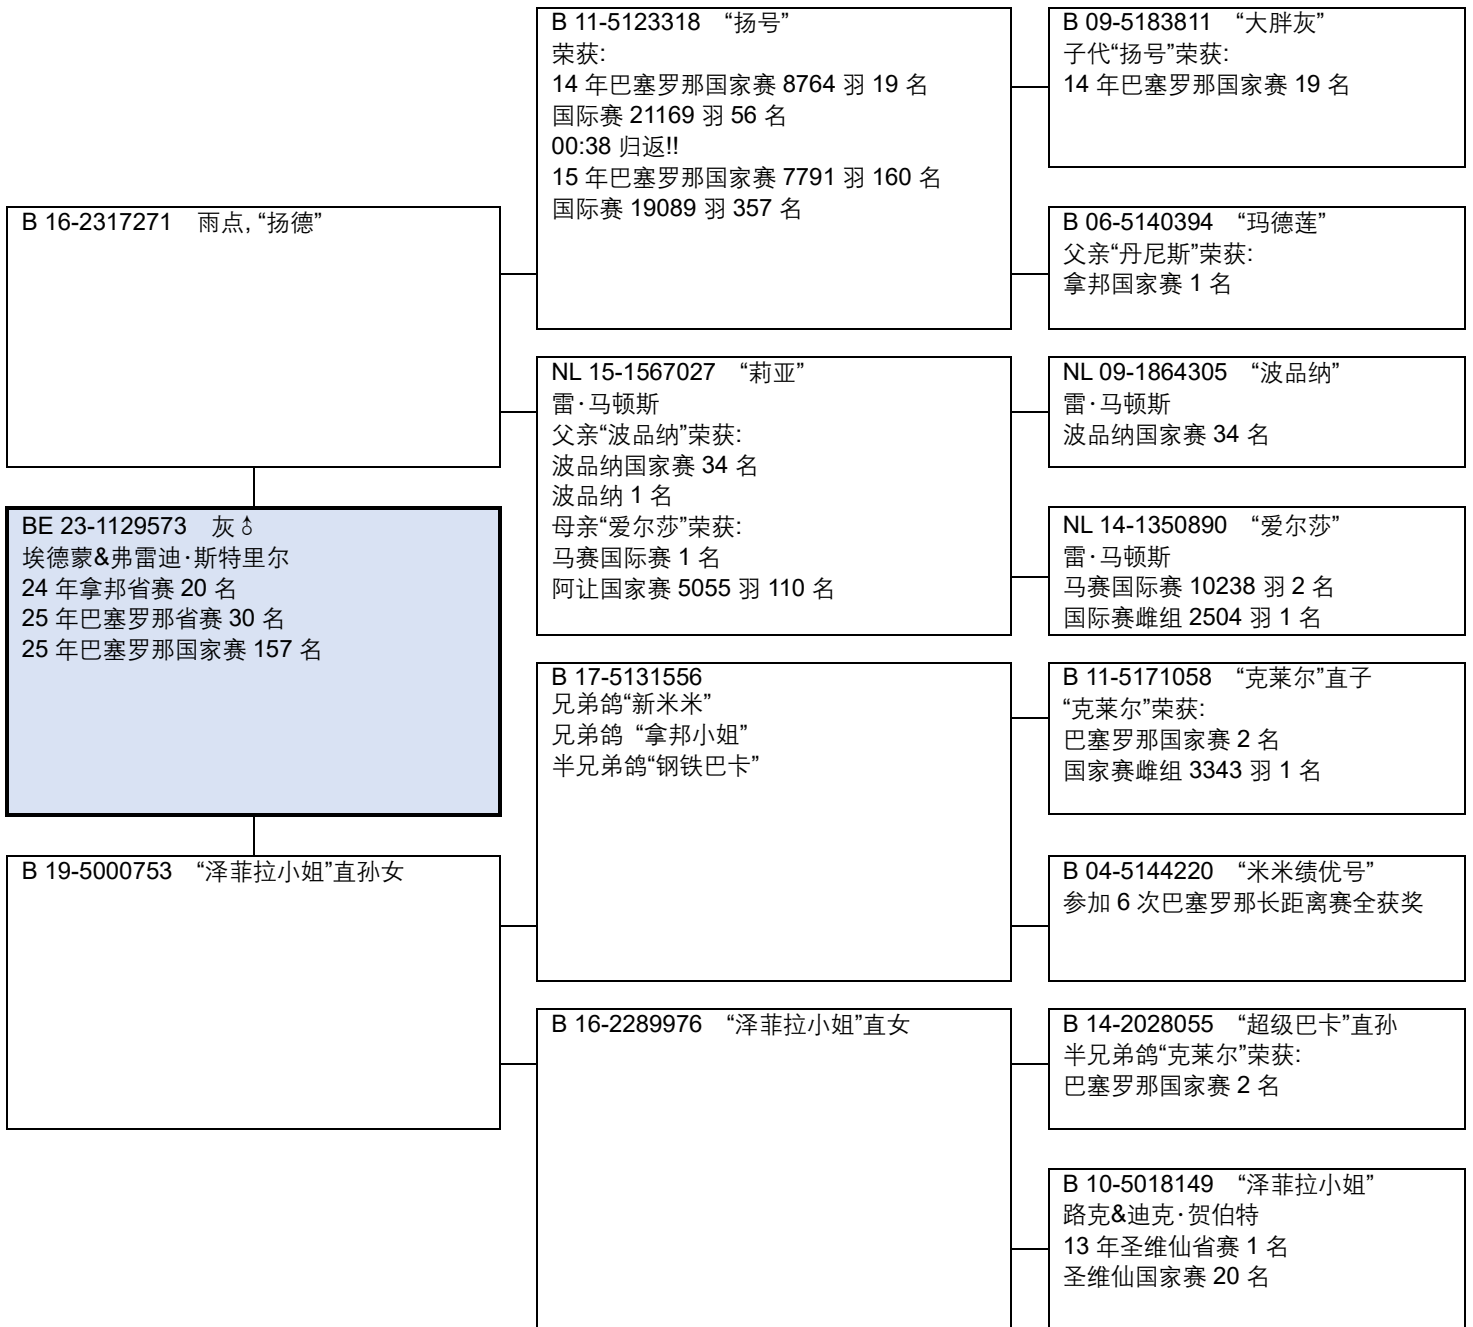 B 16-2317271 雨点, “扬德”
BE 23-1129573 灰♂
埃德蒙&弗雷迪·斯特里尔
24 年拿邦省赛 20 名
25 年巴塞罗那省赛 30 名
25 年巴塞罗那国家赛 157 名
B 19-5000753 “泽菲拉小姐”直孙女
B 11-5123318 “扬号”
荣获:
14 年巴塞罗那国家赛 8764 羽 19 名
国际赛 21169 羽 56 名
00:38 归返!!
15 年巴塞罗那国家赛 7791 羽 160 名
国际赛 19089 羽 357 名
NL 15-1567027 “莉亚”
雷·马顿斯
父亲“波品纳”荣获:
波品纳国家赛 34 名
波品纳 1 名
母亲“爱尔莎”荣获:
马赛国际赛 1 名
阿让国家赛 5055 羽 110 名
B 17-5131556
兄弟鸽“新米米”
兄弟鸽 “拿邦小姐”
半兄弟鸽“钢铁巴卡”
B 16-2289976 “泽菲拉小姐”直女
B 09-5183811 “大胖灰”
子代“扬号”荣获:
14 年巴塞罗那国家赛 19 名
B 06-5140394 “玛德莲”
父亲“丹尼斯”荣获:
拿邦国家赛 1 名
NL 09-1864305 “波品纳”
雷·马顿斯
波品纳国家赛 34 名
NL 14-1350890 “爱尔莎”
雷·马顿斯
马赛国际赛 10238 羽 2 名
国际赛雌组 2504 羽 1 名
B 11-5171058 “克莱尔”直子
“克莱尔”荣获:
巴塞罗那国家赛 2 名
国家赛雌组 3343 羽 1 名
B 04-5144220 “米米绩优号”
参加 6 次巴塞罗那长距离赛全获奖
B 14-2028055 “超级巴卡”直孙
半兄弟鸽“克莱尔”荣获:
巴塞罗那国家赛 2 名
B 10-5018149 “泽菲拉小姐”
路克&迪克·贺伯特
13 年圣维仙省赛 1 名
圣维仙国家赛 20 名